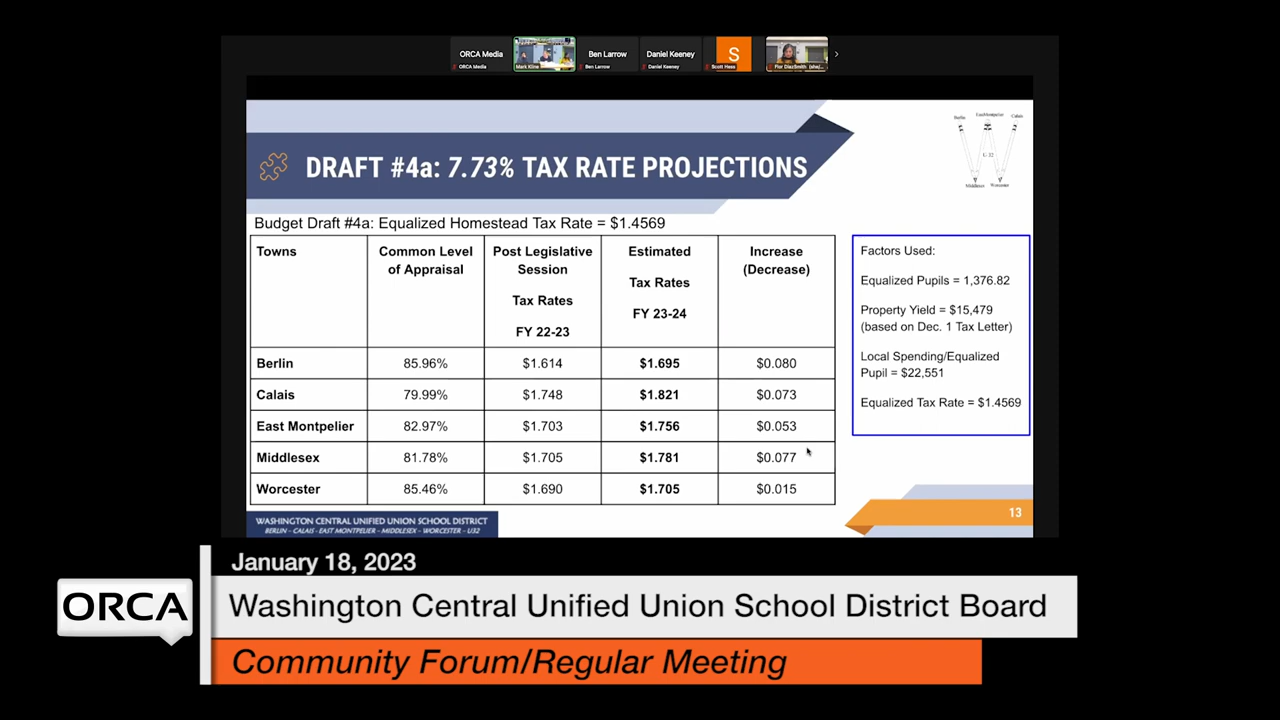 ORCA Media
Ben Larrow
Daniel Keeney
S
ORCA Media
Mark Kline
Ben Larrow
Daniel Keeney
Scott Hess
DRAFT #4a: 7.73% TAX RATE PROJECTIONS
Berlin
East Montpelier
Calais
U-32
Middlesex
Worcester
Budget Draft #4a: Equalized Homestead Tax Rate = $1.4569
Towns
Common Level
of Appraisal
Post Legislative
Session
Tax Rates
FY 22-23
Estimated
Tax Rates
FY 23-24
Increase
(Decrease)
Berlin 85.96% $1.614 $1.695 $0.080
Calais 79.99% $1.748 $1.821 $0.073
East Montpelier 82.97% $1.703 $1.756 $0.053
Middlesex 81.78% $1.705 $1.781 $0.077
Worcester 85.46% $1.690 $1.705 $0.015
Factors Used:
Equalized Pupils = 1,376.82
Property Yield = $15,479
(based on Dec. 1 Tax Letter)
Local Spending/Equalized
Pupil = $22,551
Equalized Tax Rate = $1.4569
13
WASHINGTON CENTRAL UNIFIED UNION SCHOOL DISTRICT
BERLIN - CALAIS - EAST MONTPELIER - MIDDLESEX - WORCESTER - U32
January 18, 2023
ORCA
Washington Central Unified Union School District Board
Community Forum/Regular Meeting